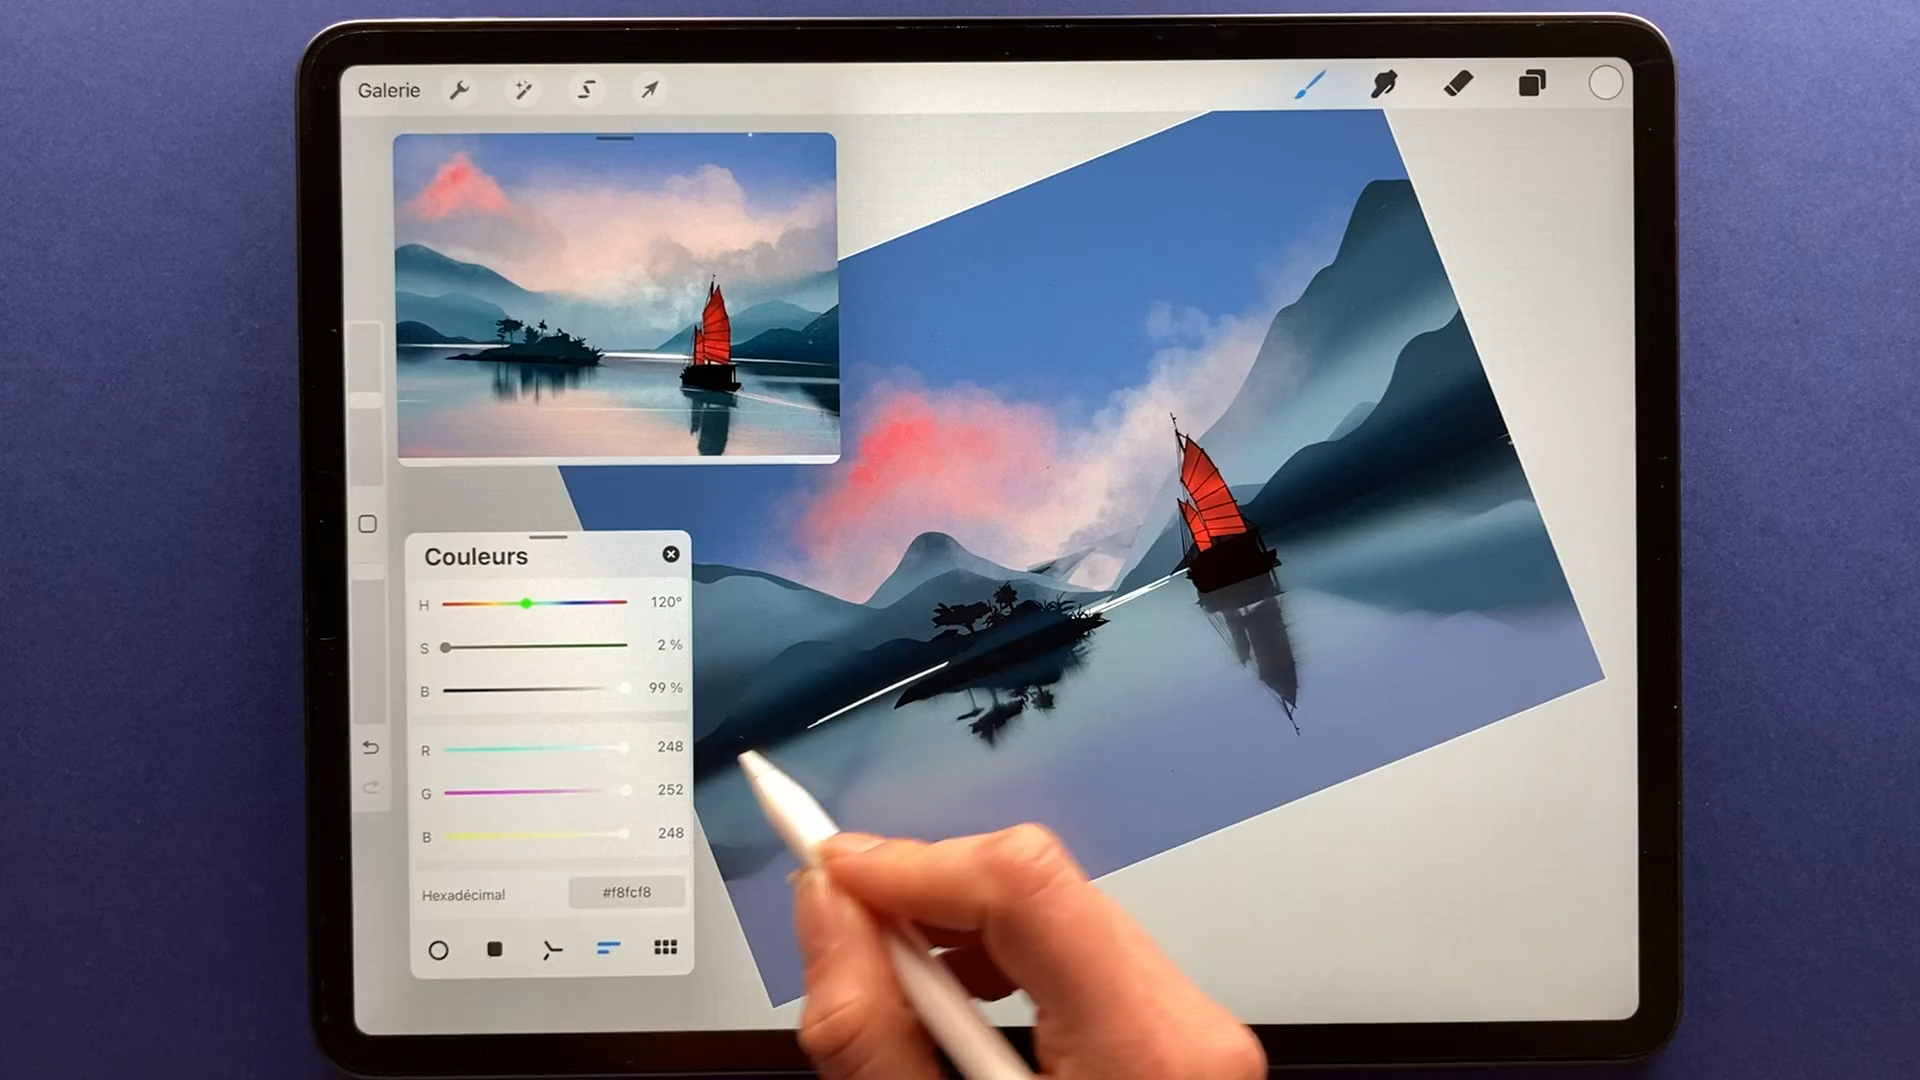 Galerie
Couleurs
H 120°
S 2 %
B 99 %
R 248
G 252
B 248
Hexadécimal #f8fcf8